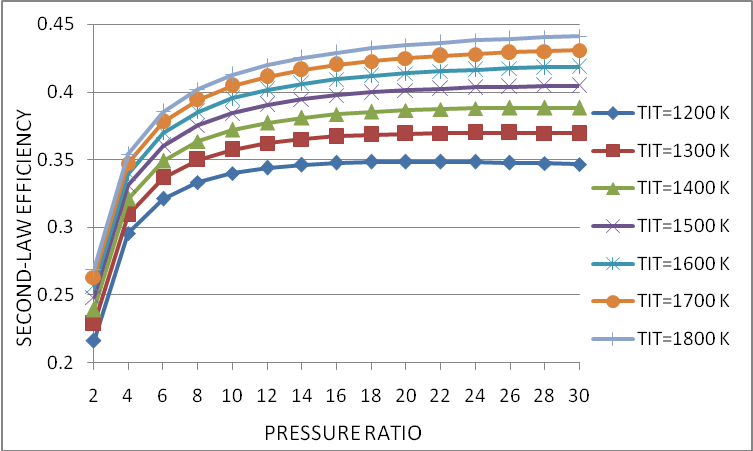 SECOND-LAW EFFICIENCY
0.45
0.4
0.35
0.3
0.25
0.2
2 4 6 8 10 12 14 16 18 20 22 24 26 28 30
PRESSURE RATIO
TIT=1200 K
TIT=1300 K
TIT=1400 K
TIT=1500 K
TIT=1600 K
TIT=1700 K
TIT=1800 K